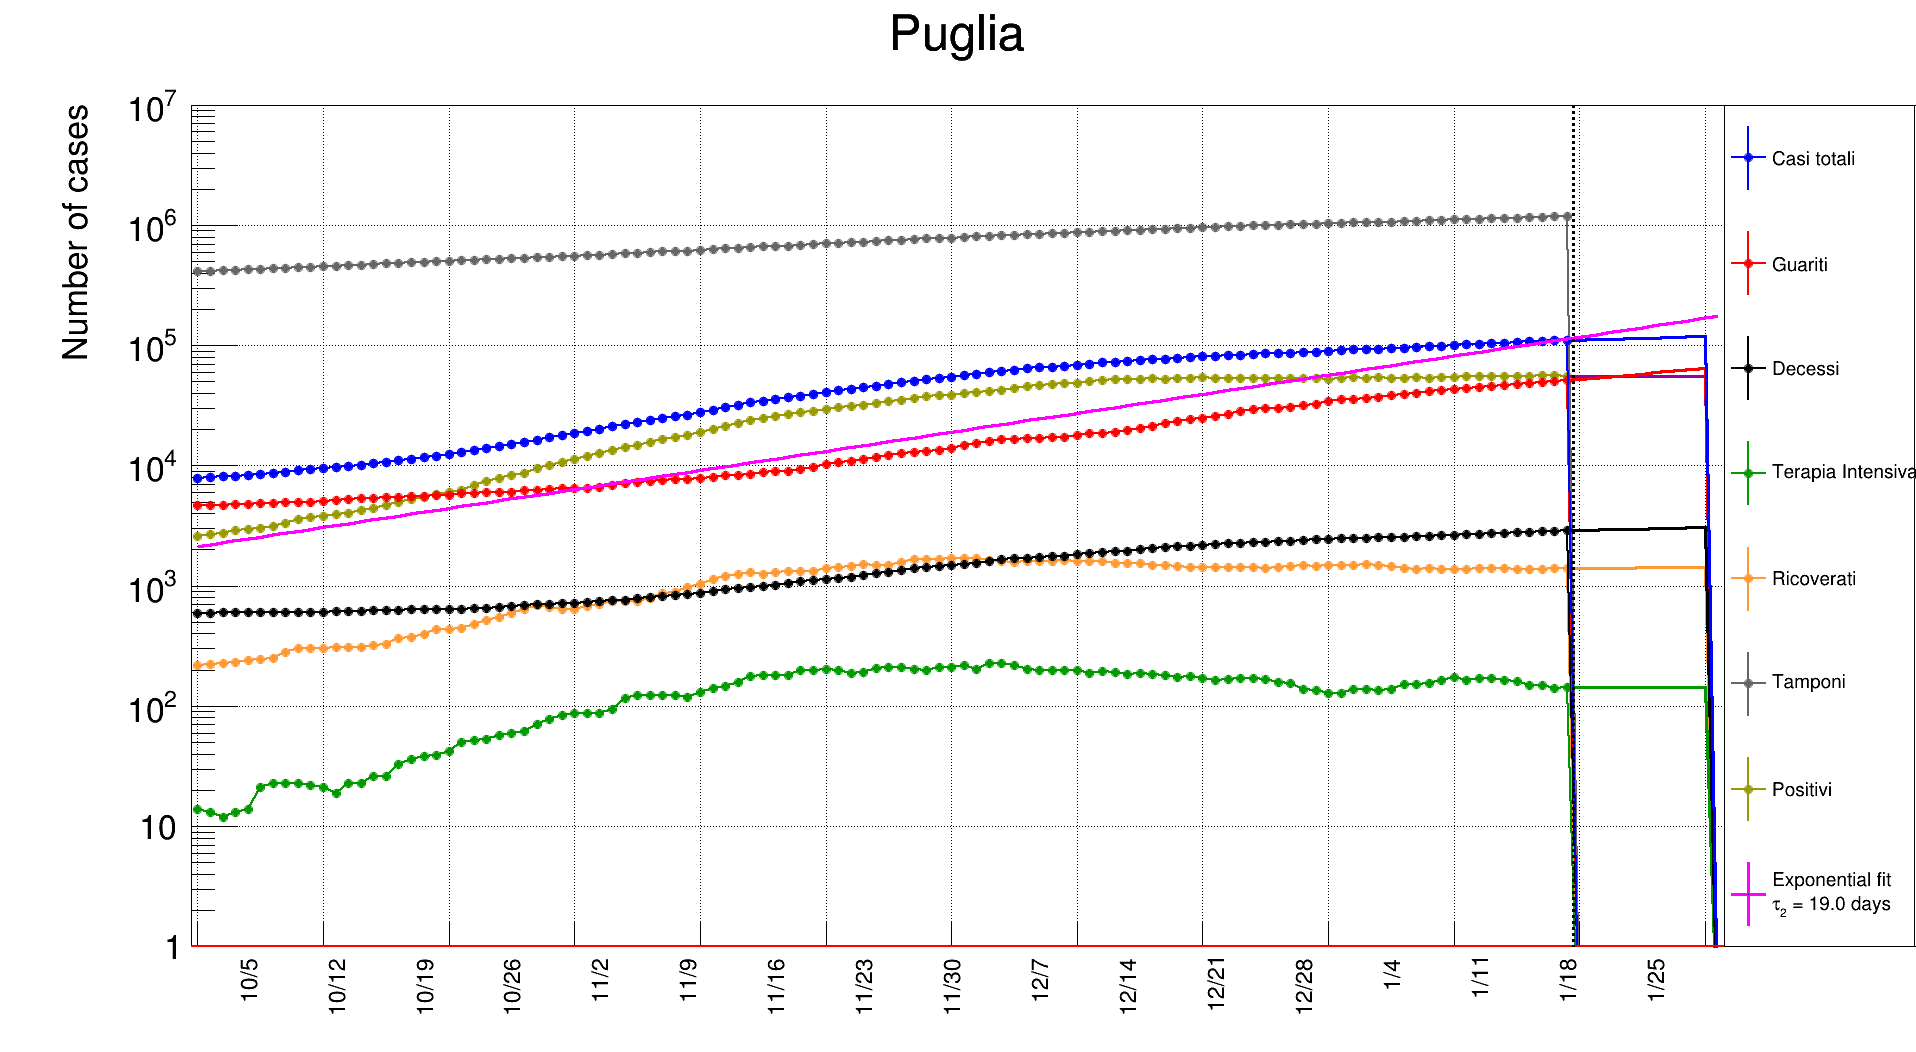 Puglia
Number of cases
10^7
10^6
10^5
10^4
10^3
10^2
10
1
10/5
10/12
10/19
10/26
11/2
11/9
11/16
11/23
11/30
12/7
12/14
12/21
12/28
1/4
1/11
1/18
1/25
Casi totali
Guariti
Decessi
Terapia Intensiva
Ricoverati
Tamponi
Positivi
Exponential fit
τ₂ = 19.0 days